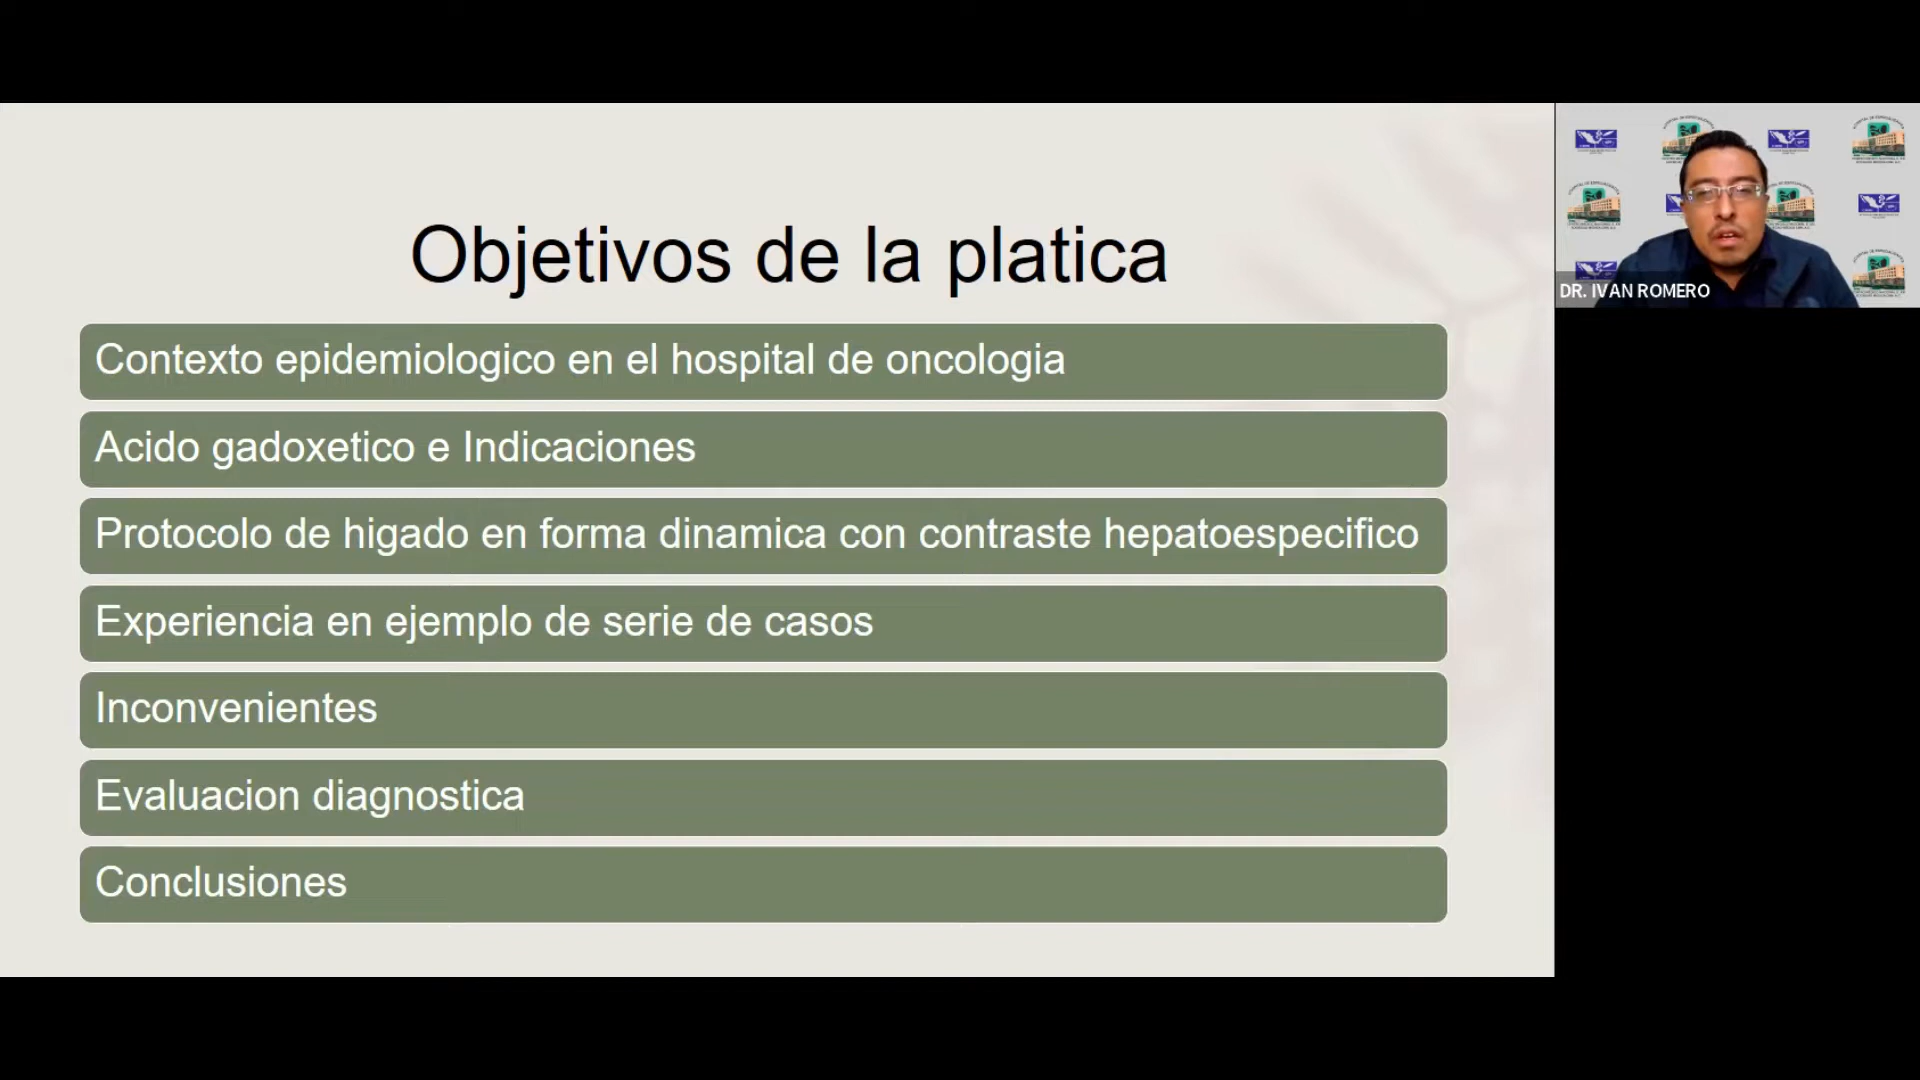 Objetivos de la platica
Contexto epidemiologico en el hospital de oncologia
Acido gadoxetico e Indicaciones
Protocolo de higado en forma dinamica con contraste hepatoespecifico
Experiencia en ejemplo de serie de casos
Inconvenientes
Evaluacion diagnostica
Conclusiones
DR. IVAN ROMERO